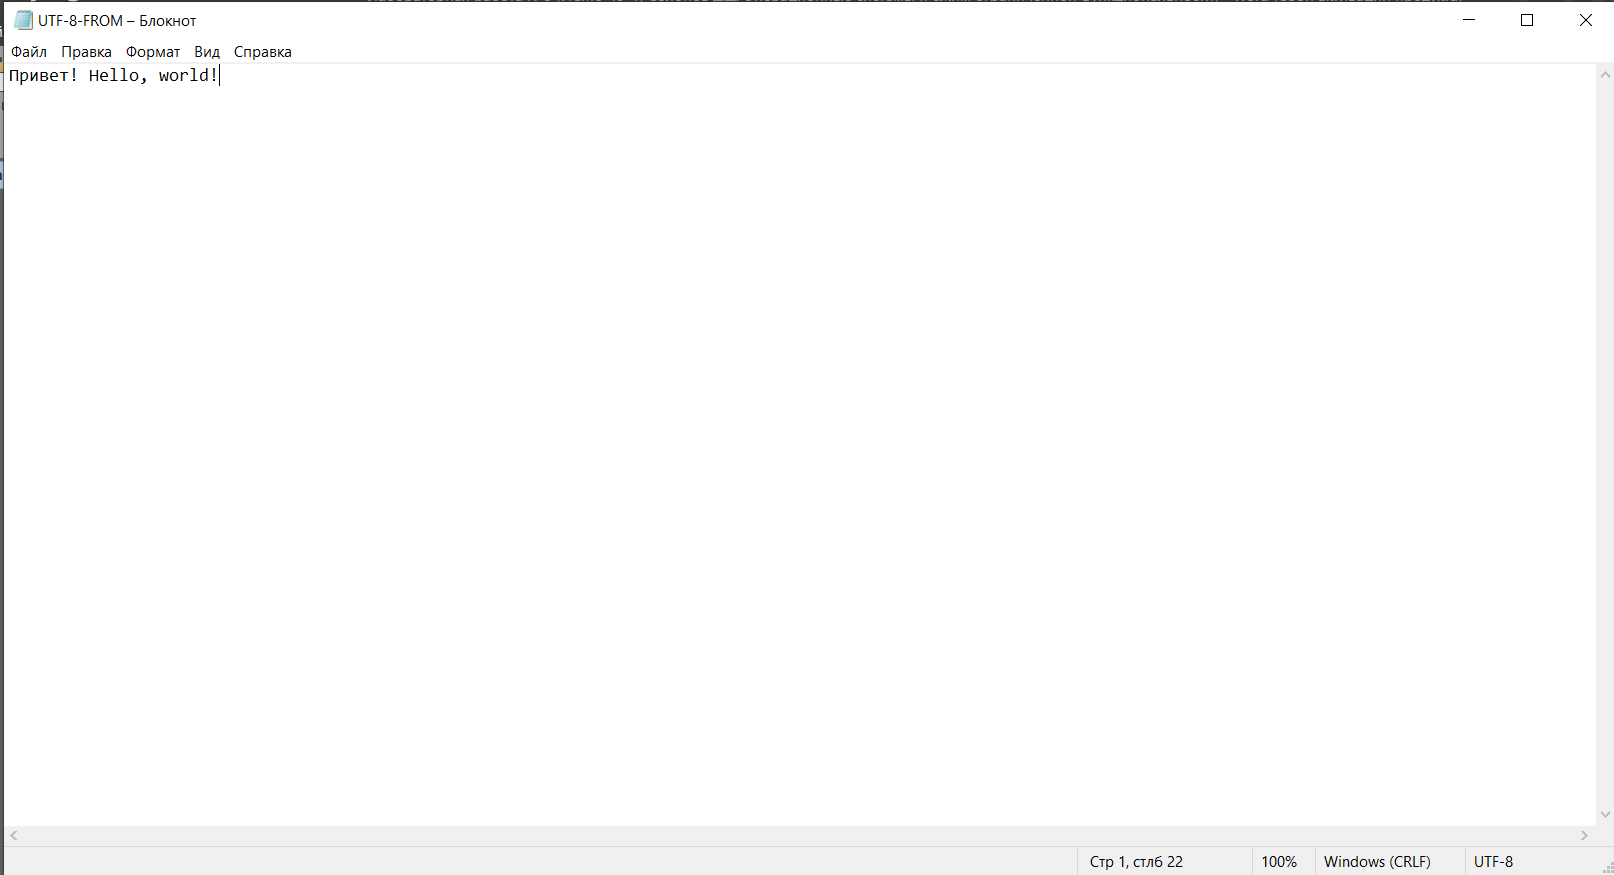 UTF-8-FROM – Блокнот
Файл Правка Формат Вид Справка
Привет! Hello, world!
Стр 1, стлб 22 100% Windows (CRLF) UTF-8